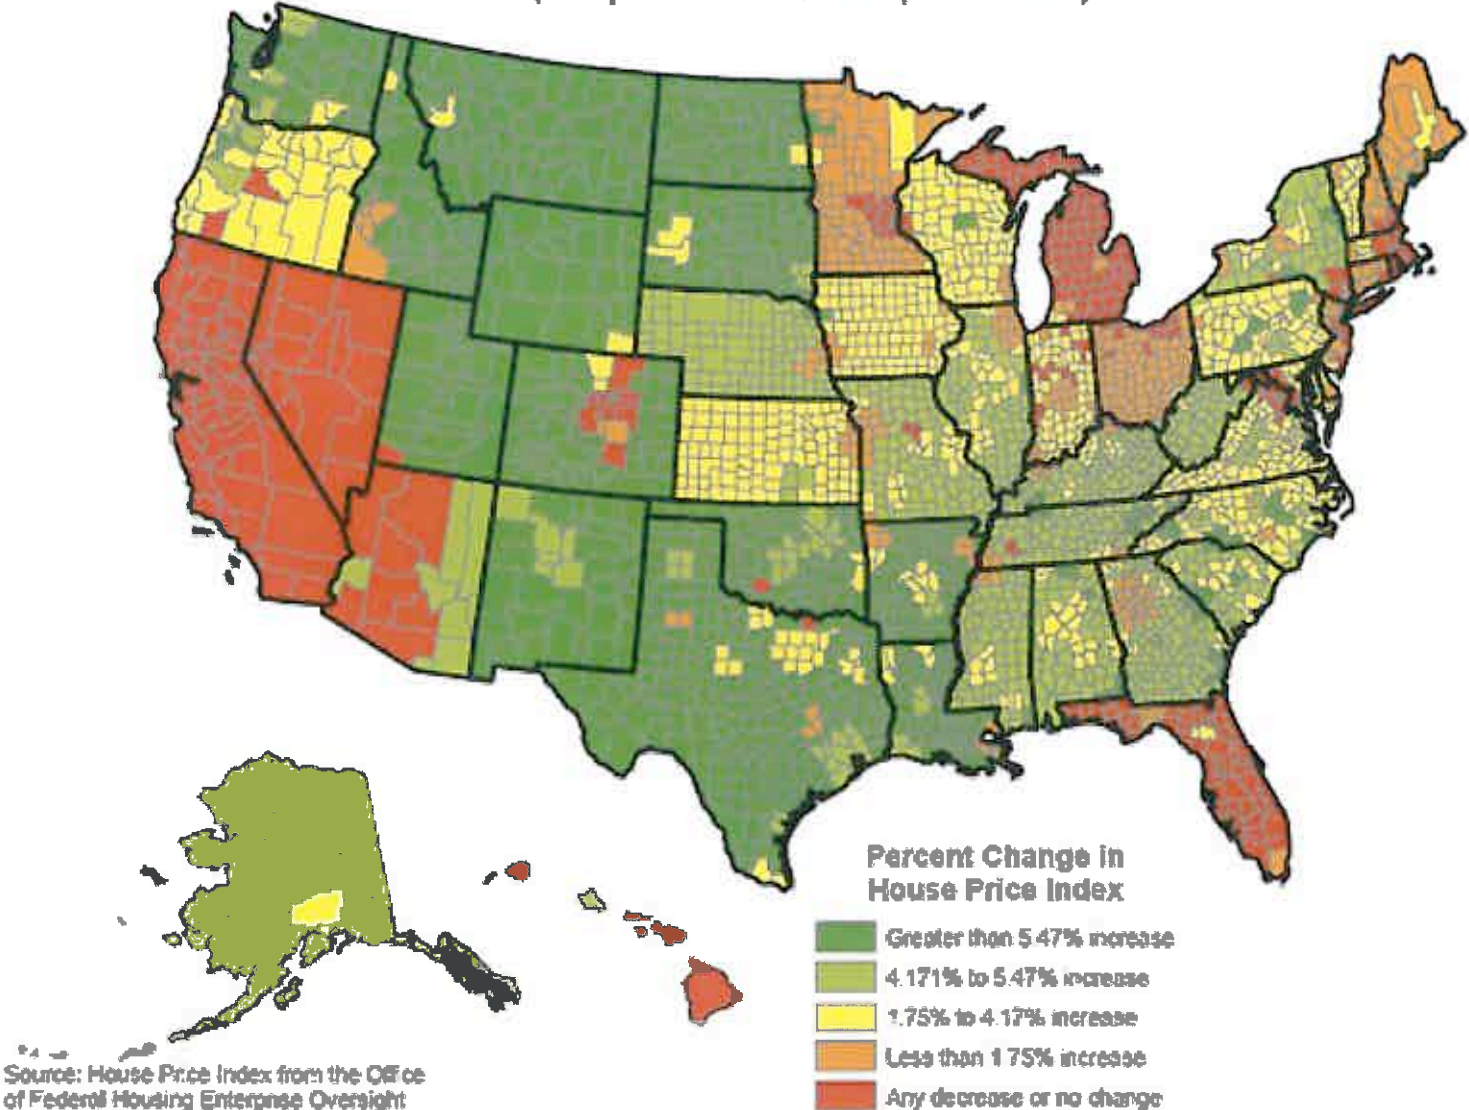 Percent Change in
House Price Index
Greater than 5.47% increase
4.171% to 5.47% increase
1.75% to 4.17% increase
Less than 1.75% increase
Any decrease or no change
Source: House Price Index from the Office
of Federal Housing Enterprise Oversight